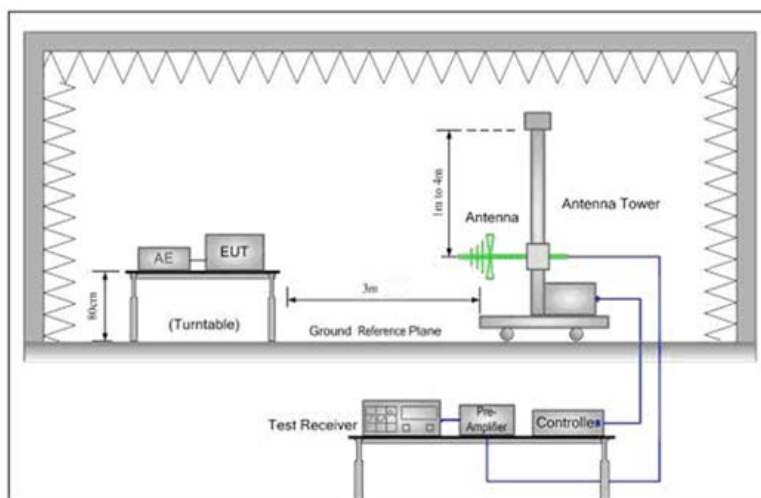 1m to 4m
Antenna
Antenna Tower
AE
EUT
80cm
(Turntable)
3m
Ground Reference Plane
Test Receiver
Pre-
Amplifier
Controller